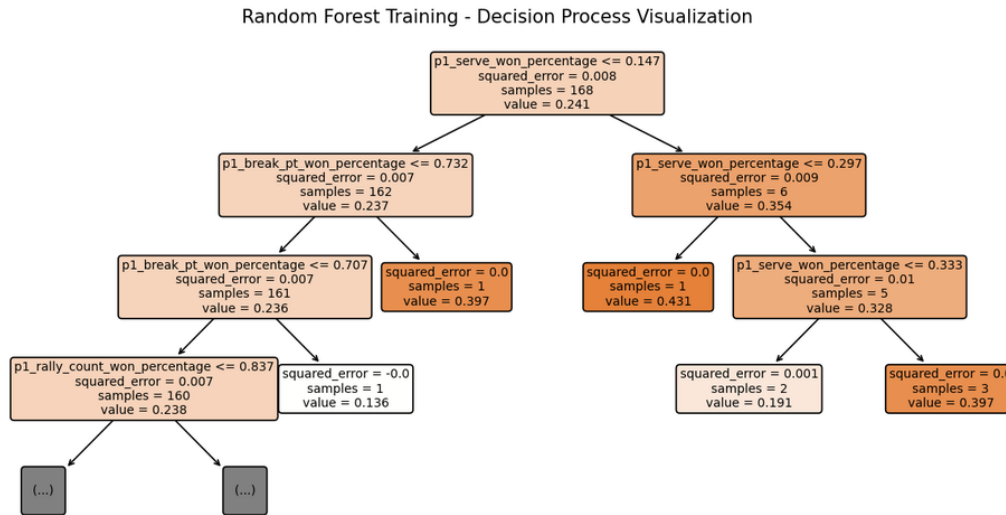 Random Forest Training - Decision Process Visualization
p1_serve_won_percentage <= 0.147
squared_error = 0.008
samples = 168
value = 0.241
p1_break_pt_won_percentage <= 0.732
squared_error = 0.007
samples = 162
value = 0.237
p1_serve_won_percentage <= 0.297
squared_error = 0.009
samples = 6
value = 0.354
p1_break_pt_won_percentage <= 0.707
squared_error = 0.007
samples = 161
value = 0.236
squared_error = 0.0
samples = 1
value = 0.397
squared_error = 0.0
samples = 1
value = 0.431
p1_serve_won_percentage <= 0.333
squared_error = 0.01
samples = 5
value = 0.328
p1_rally_count_won_percentage <= 0.837
squared_error = 0.007
samples = 160
value = 0.238
squared_error = -0.0
samples = 1
value = 0.136
squared_error = 0.001
samples = 2
value = 0.191
squared_error = 0.0
samples = 3
value = 0.397
(...)
(...)